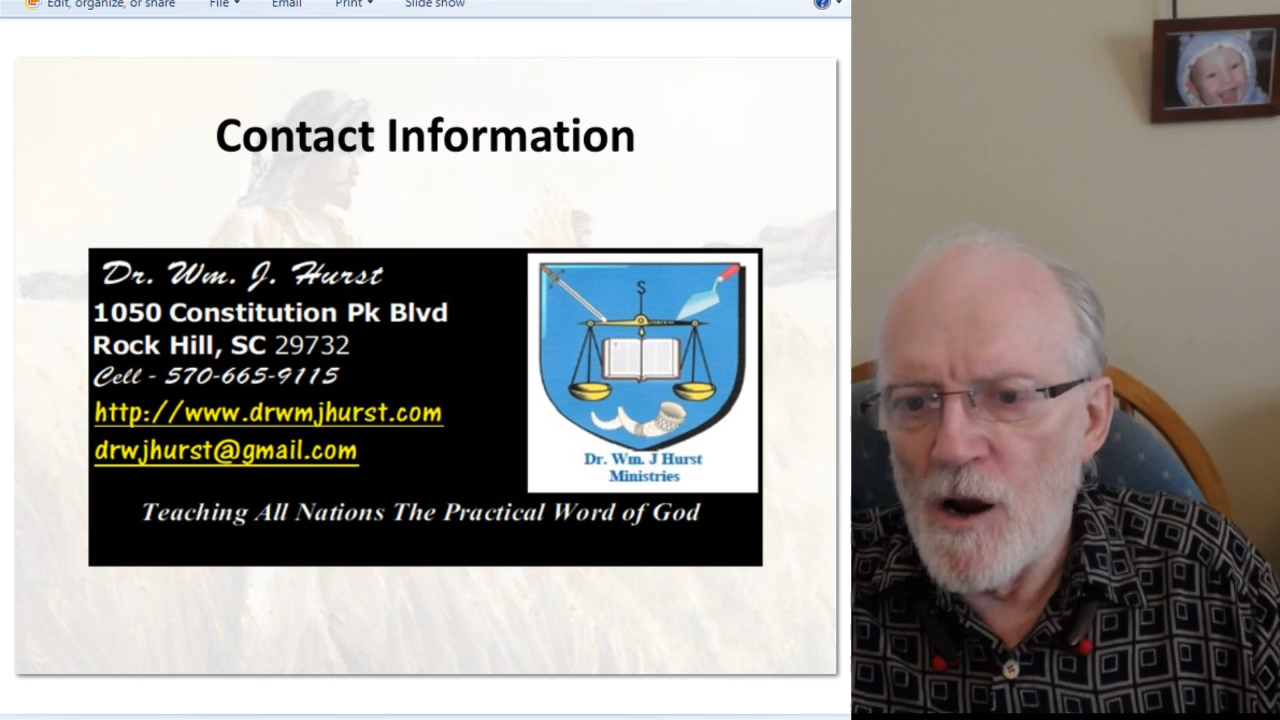 Edit, organize, or share File Email Print Slide show
Contact Information
Dr. Wm. J. Hurst
1050 Constitution Pk Blvd
Rock Hill, SC 29732
Cell - 570-665-9115
http://www.drwmjhurst.com
drwjhurst@gmail.com
S
Dr. Wm. J Hurst
Ministries
Teaching All Nations The Practical Word of God